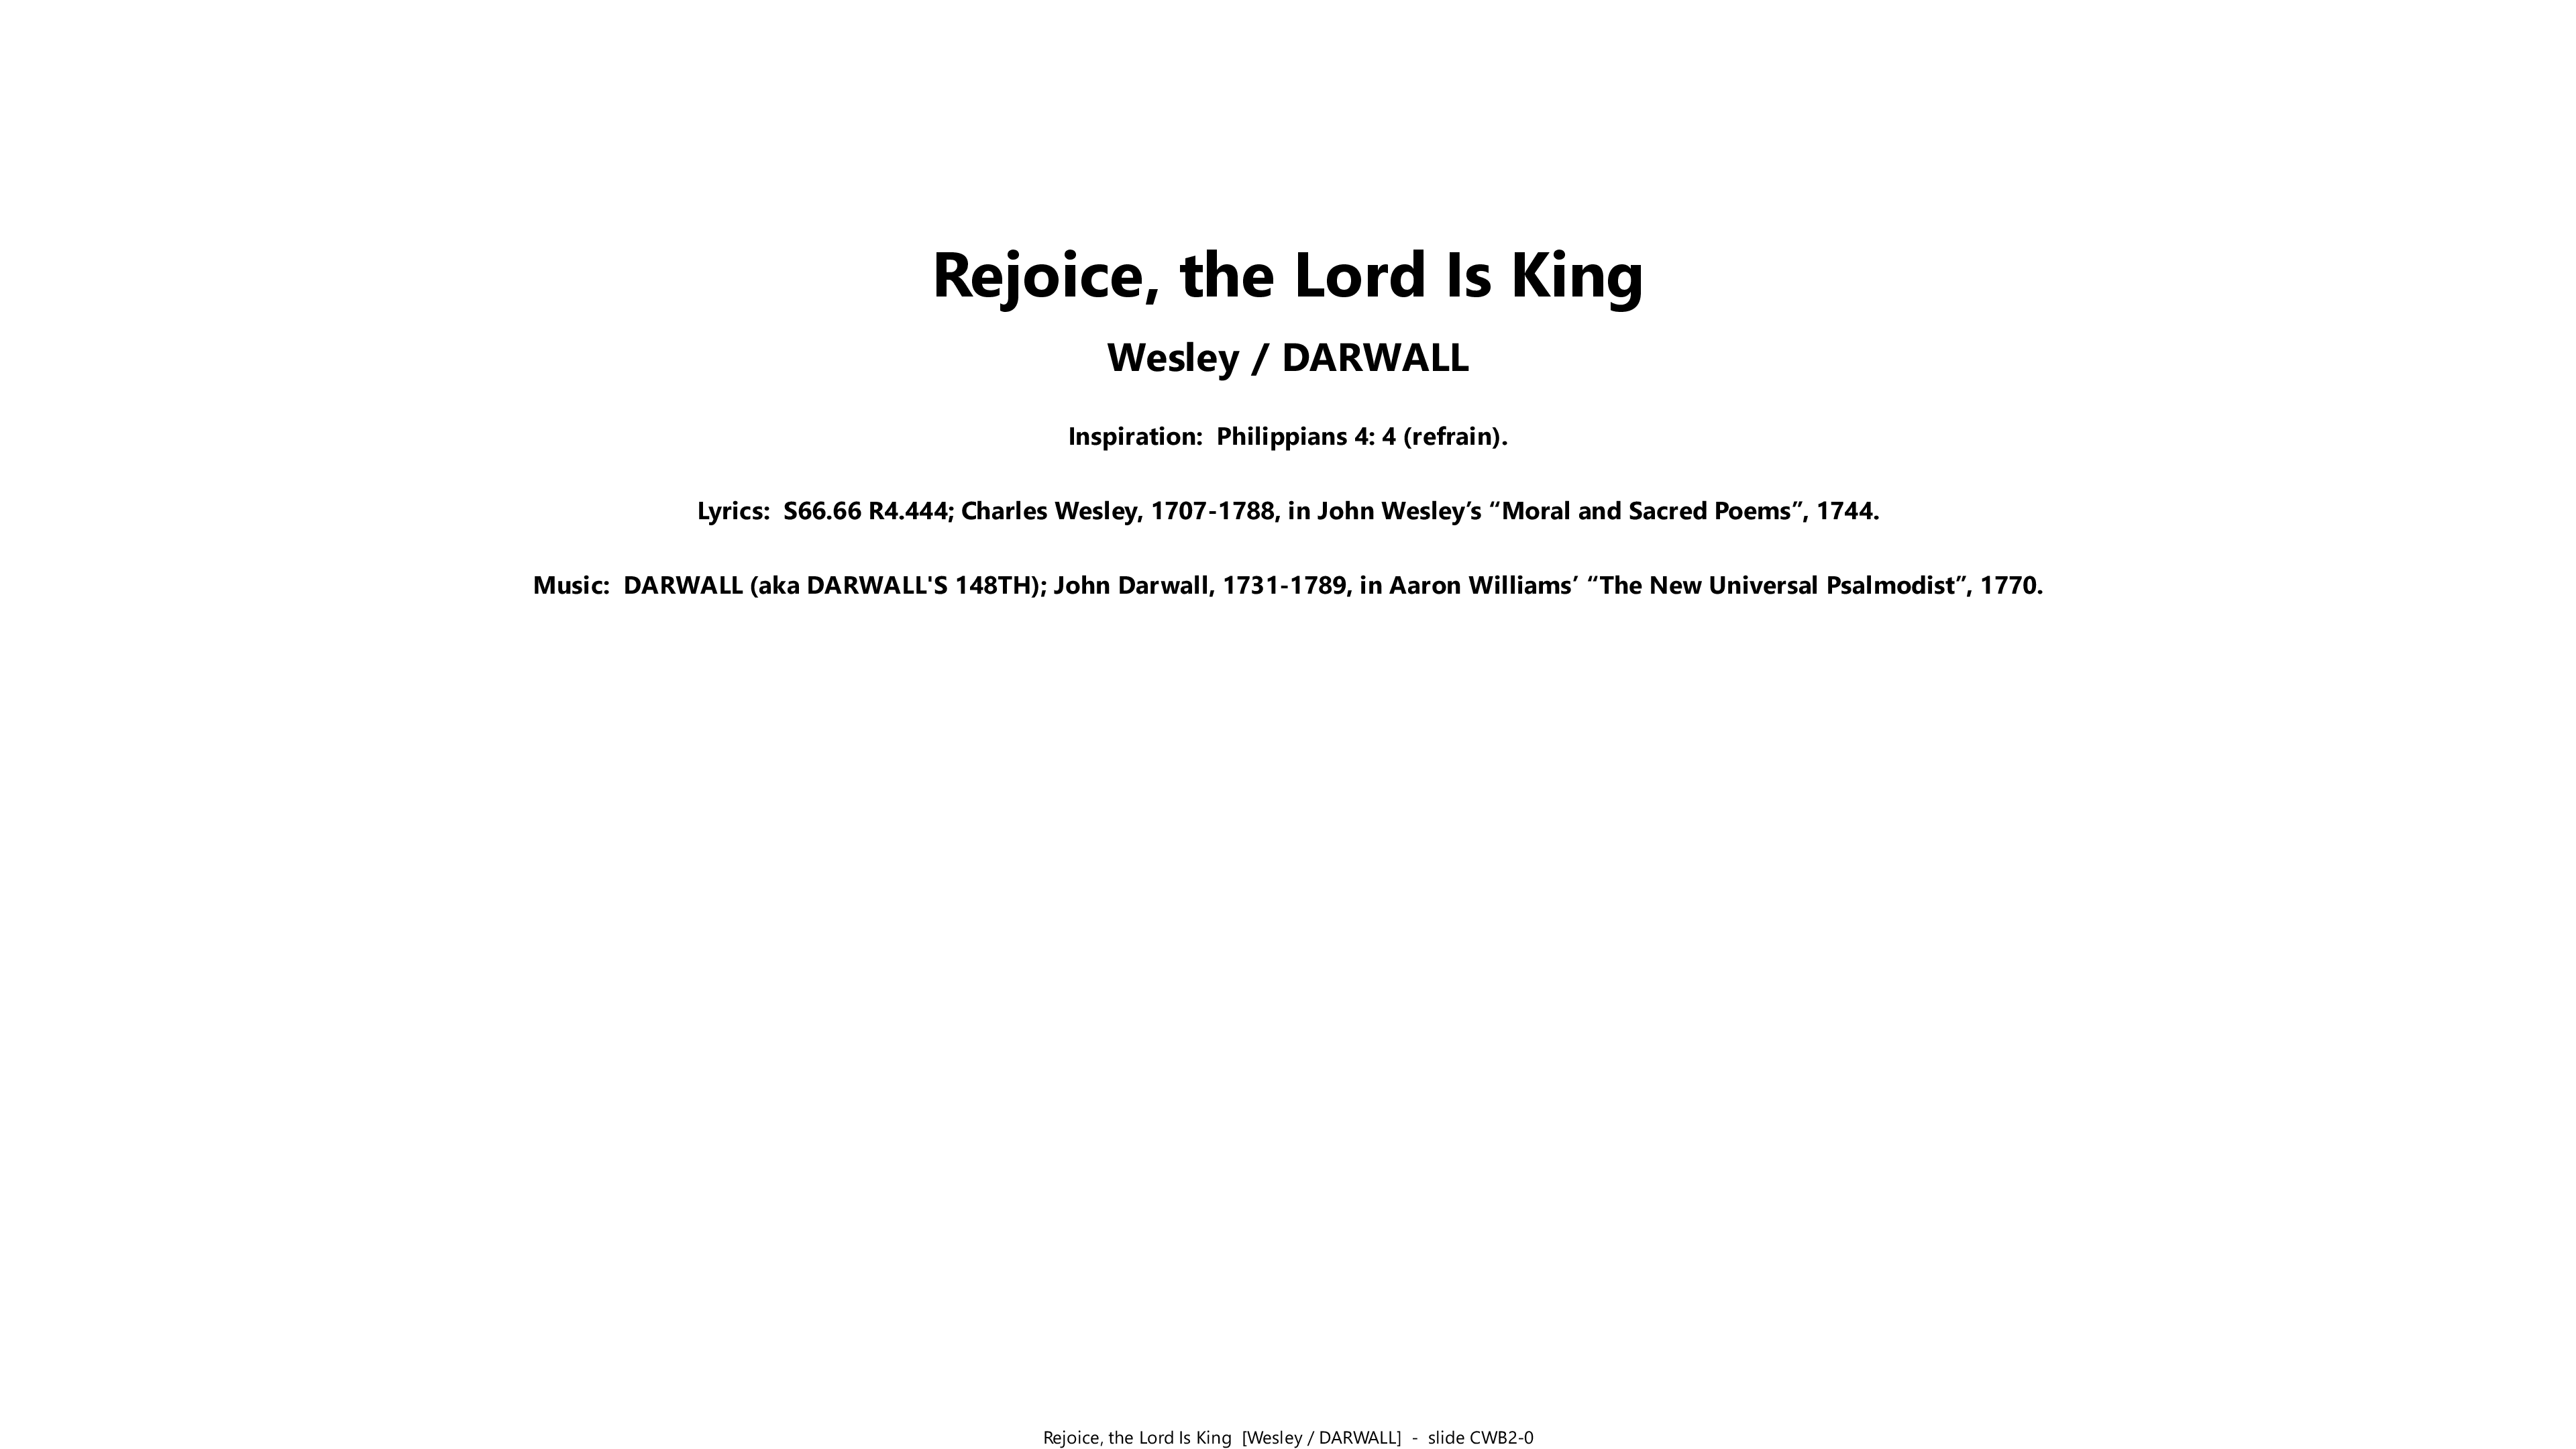 Rejoice, the Lord Is King
Wesley / DARWALL
Inspiration:  Philippians 4: 4 (refrain).
Lyrics:  S66.66 R4.444; Charles Wesley, 1707-1788, in John Wesley’s “Moral and Sacred Poems”, 1744.
Music:  DARWALL (aka DARWALL'S 148TH); John Darwall, 1731-1789, in Aaron Williams’ “The New Universal Psalmodist”, 1770.
Rejoice, the Lord Is King  [Wesley / DARWALL]  -  slide CWB2-0